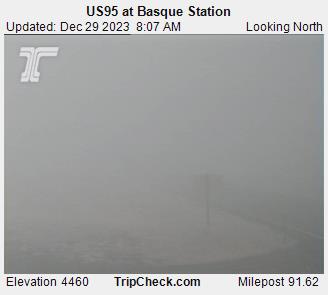 US95 at Basque Station
Updated: Dec 29 2023 8:07 AM Looking North
Elevation 4460 TripCheck.com Milepost 91.62